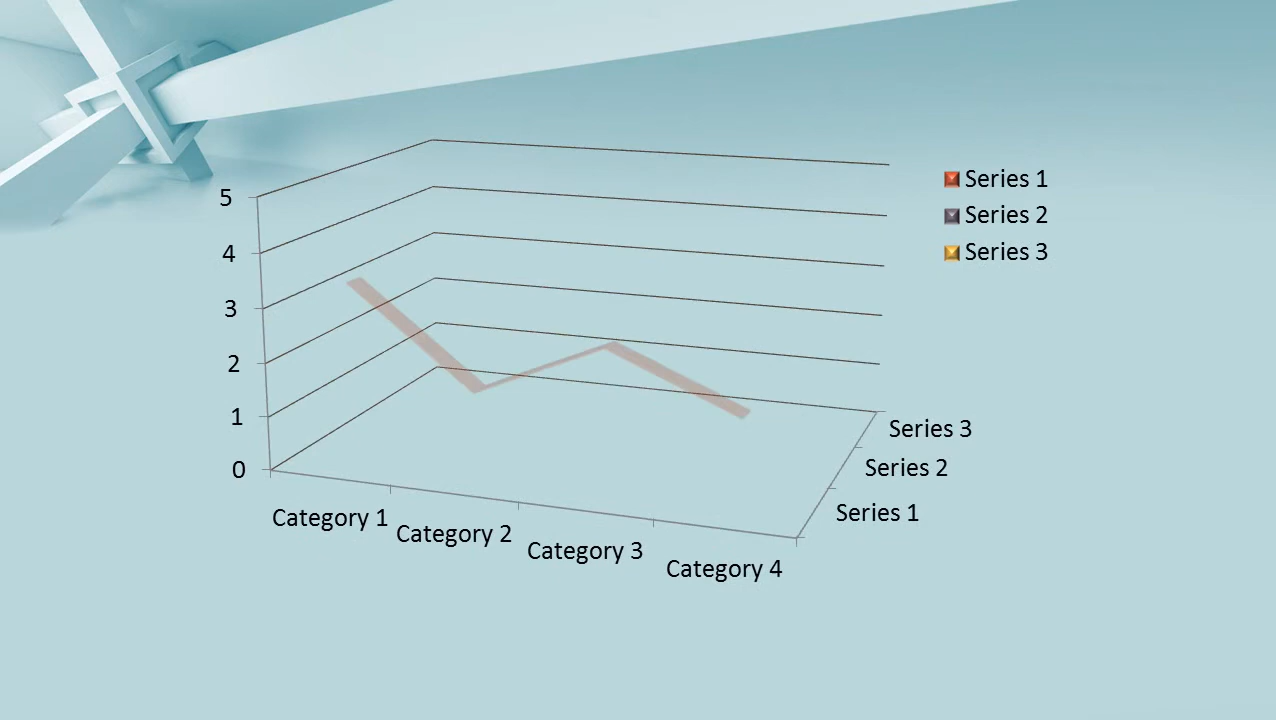 5
4
3
2
1
0
Category 1
Category 2
Category 3
Category 4
Series 3
Series 2
Series 1
Series 1
Series 2
Series 3